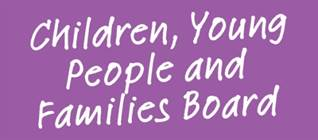 Children, Young
People and
Families Board